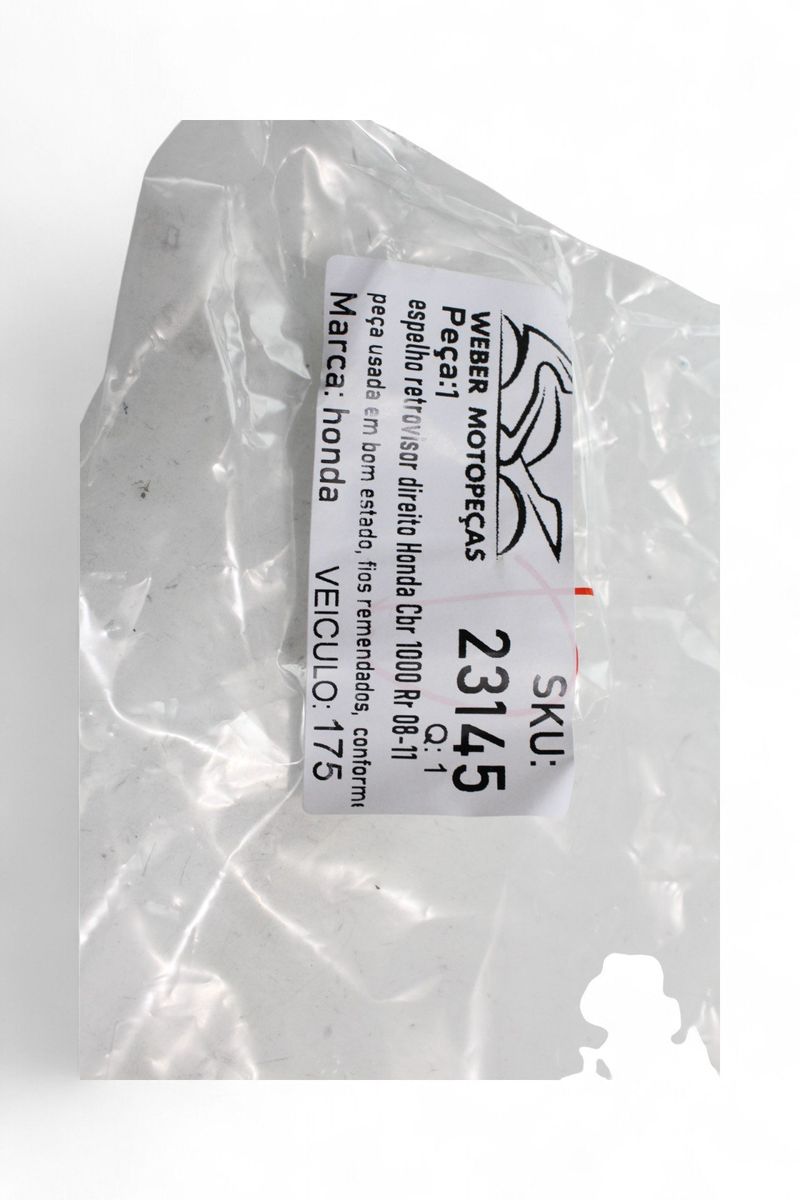 WEBER MOTOPEÇAS
SKU:
23145
Peça:1
Q: 1
espelho retrovisor direito Honda Cbr 1000 Rr 08-11
peça usada em bom estado, fios remendados, conforme
Marca: honda
VEICULO: 175